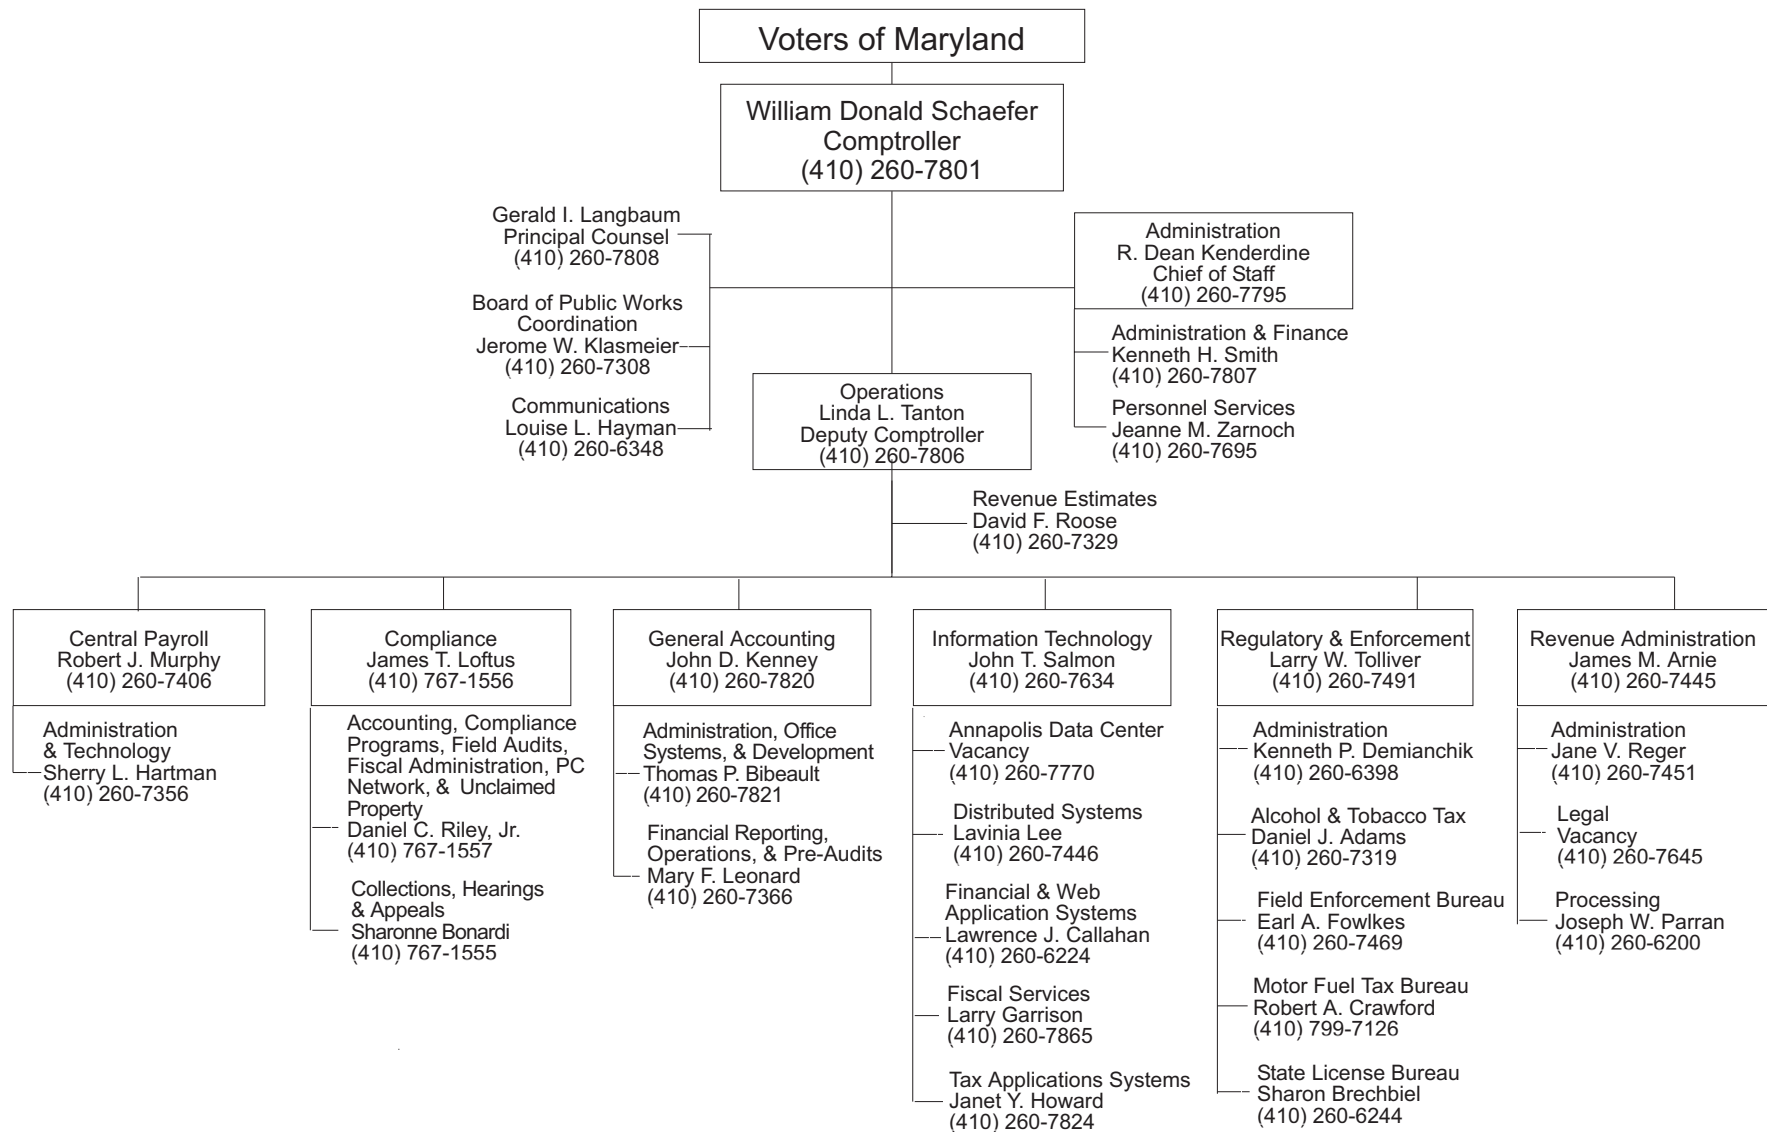 Voters of Maryland
William Donald Schaefer
Comptroller
(410) 260-7801
Gerald I. Langbaum
Principal Counsel
(410) 260-7808
Board of Public Works
Coordination
Jerome W. Klasmeier
(410) 260-7308
Communications
Louise L. Hayman
(410) 260-6348
Administration
R. Dean Kenderdine
Chief of Staff
(410) 260-7795
Administration & Finance
Kenneth H. Smith
(410) 260-7807
Personnel Services
Jeanne M. Zarnoch
(410) 260-7695
Operations
Linda L. Tanton
Deputy Comptroller
(410) 260-7806
Revenue Estimates
David F. Roose
(410) 260-7329
Central Payroll
Robert J. Murphy
(410) 260-7406
Administration
& Technology
Sherry L. Hartman
(410) 260-7356
Compliance
James T. Loftus
(410) 767-1556
Accounting, Compliance
Programs, Field Audits,
Fiscal Administration, PC
Network, & Unclaimed
Property
Daniel C. Riley, Jr.
(410) 767-1557
Collections, Hearings
& Appeals
Sharonne Bonardi
(410) 767-1555
General Accounting
John D. Kenney
(410) 260-7820
Administration, Office
Systems, & Development
Thomas P. Bibeault
(410) 260-7821
Financial Reporting,
Operations, & Pre-Audits
Mary F. Leonard
(410) 260-7366
Information Technology
John T. Salmon
(410) 260-7634
Annapolis Data Center
Vacancy
(410) 260-7770
Distributed Systems
Lavinia Lee
(410) 260-7446
Financial & Web
Application Systems
Lawrence J. Callahan
(410) 260-6224
Fiscal Services
Larry Garrison
(410) 260-7865
Tax Applications Systems
Janet Y. Howard
(410) 260-7824
Regulatory & Enforcement
Larry W. Tolliver
(410) 260-7491
Administration
Kenneth P. Demianchik
(410) 260-6398
Alcohol & Tobacco Tax
Daniel J. Adams
(410) 260-7319
Field Enforcement Bureau
Earl A. Fowlkes
(410) 260-7469
Motor Fuel Tax Bureau
Robert A. Crawford
(410) 799-7126
State License Bureau
Sharon Brechbiel
(410) 260-6244
Revenue Administration
James M. Arnie
(410) 260-7445
Administration
Jane V. Reger
(410) 260-7451
Legal
Vacancy
(410) 260-7645
Processing
Joseph W. Parran
(410) 260-6200